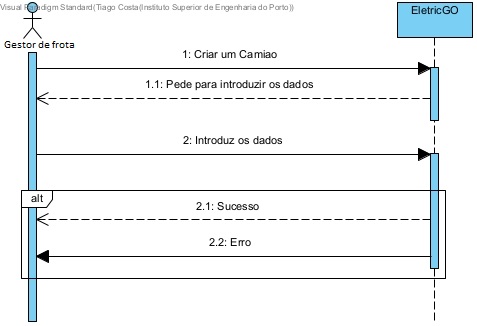 Visual Paradigm Standard(Tiago Costa(Instituto Superior de Engenharia do Porto))
EletricGO
Gestor de frota
1: Criar um Camiao
1.1: Pede para introduzir os dados
2: Introduz os dados
alt
2.1: Sucesso
2.2: Erro